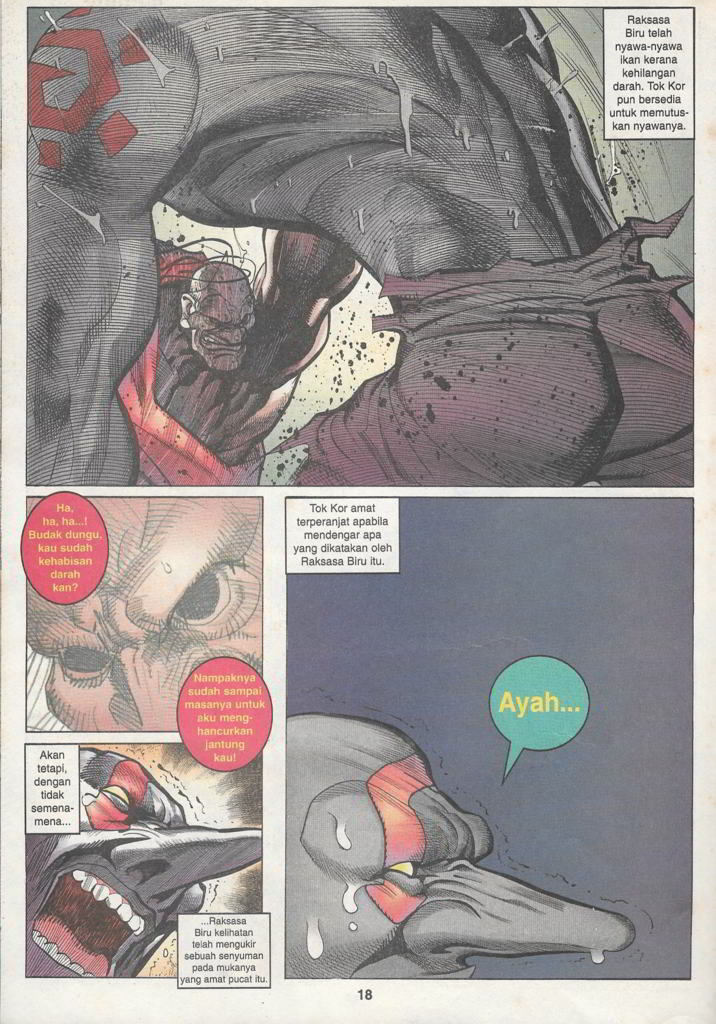 Raksasa
Biru telah
nyawa-nyawa
ikan kerana
kehilangan
darah. Tok Kor
pun bersedia
untuk memutus-
kan nyawanya.
Ha,
ha, ha...!
Budak dungu,
kau sudah
kehabisan
darah
kan?
Nampaknya
sudah sampai
masanya untuk
aku meng-
hancurkan
jantung
kau!
Tok Kor amat
terperanjat apabila
mendengar apa
yang dikatakan oleh
Raksasa Biru itu.
Ayah...
Akan
tetapi,
dengan
tidak
semena-
mena...
...Raksasa
Biru kelihatan
telah mengukir
sebuah senyuman
pada mukanya
yang amat pucat itu.
18